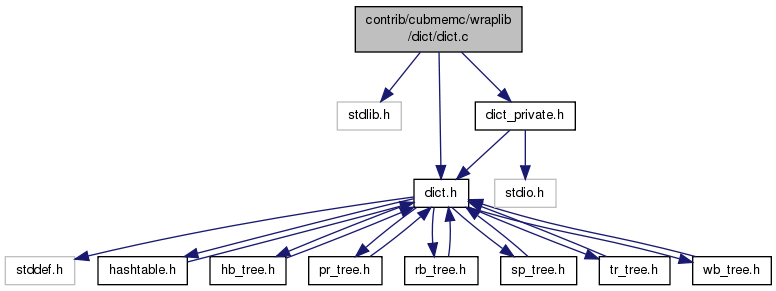 contrib/cubmemc/wraplib
/dict/dict.c
stdlib.h
dict_private.h
dict.h
stdio.h
stddef.h
hashtable.h
hb_tree.h
pr_tree.h
rb_tree.h
sp_tree.h
tr_tree.h
wb_tree.h